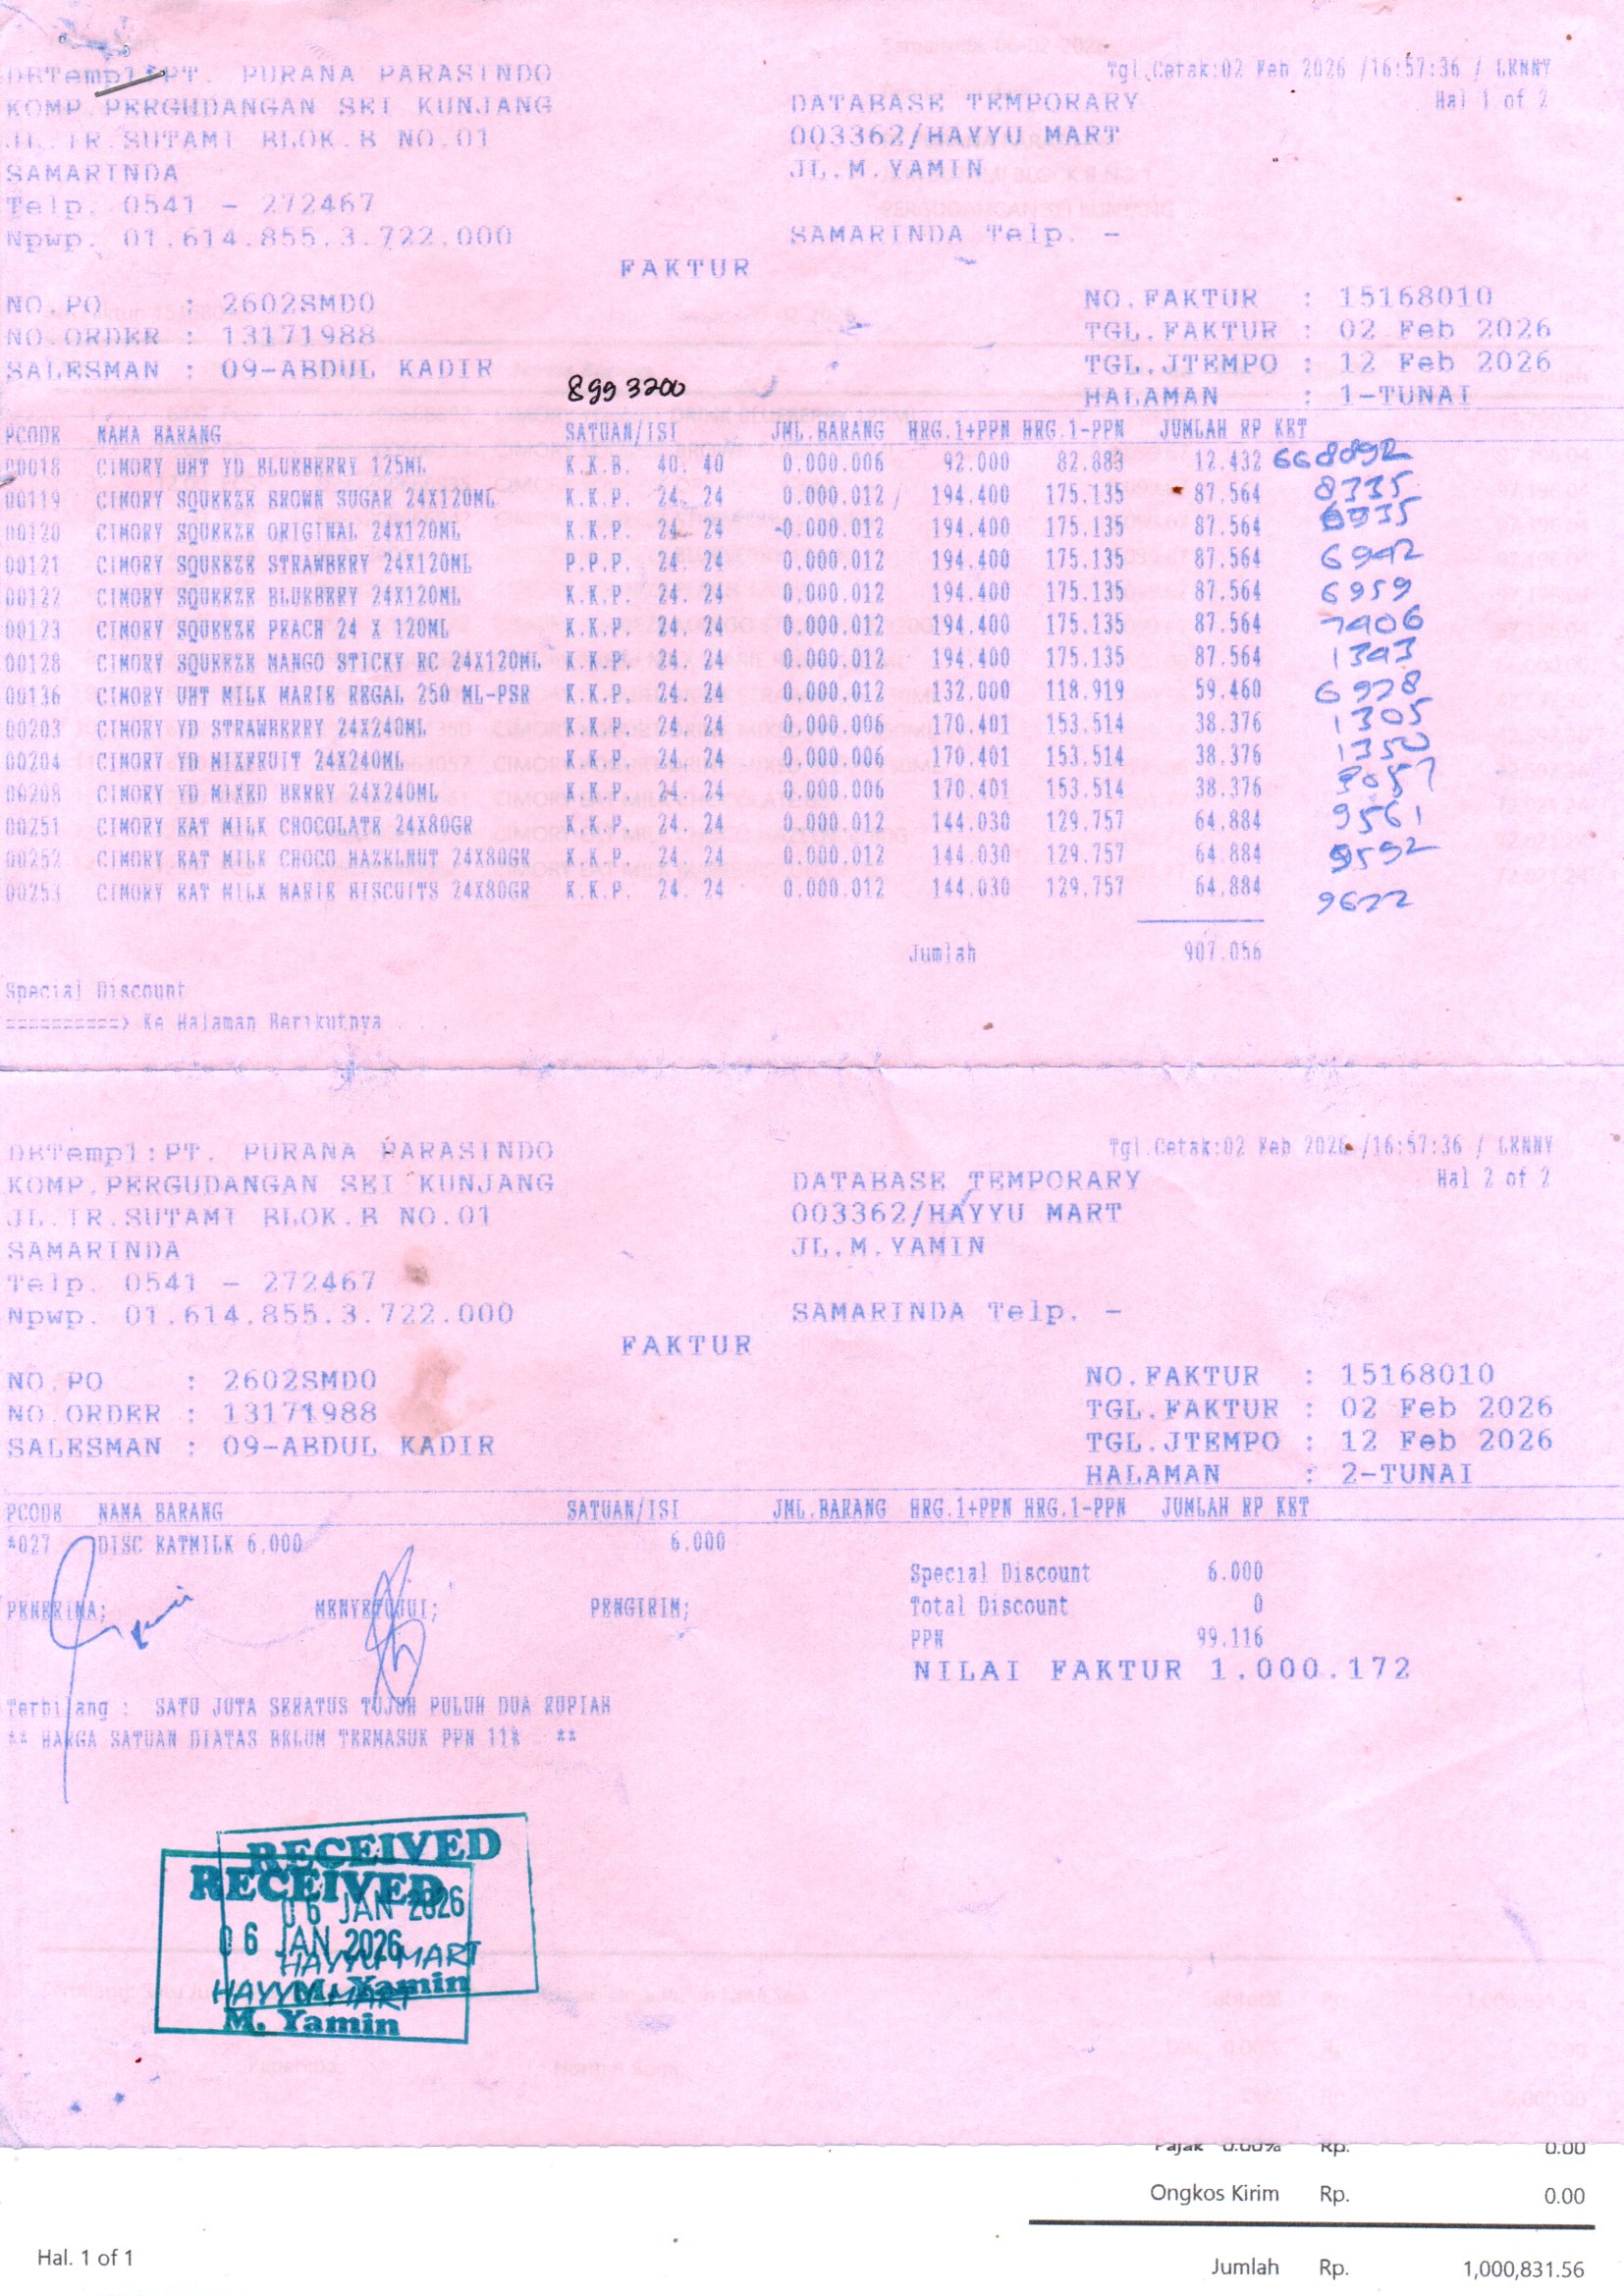 DBTemp1:PT. PURANA PARASINDO
Tgl.Cetak:02 Feb 2026 /16:57:36 / LENNY
KOMP.PERGUDANGAN SEI KUNJANG
DATABASE TEMPORARY
Hal 1 of 2
JL.IR.SUTAMI BLOK.B NO.01
003362/HAYYU MART
SAMARINDA
JL.M.YAMIN
Telp. 0541 - 272467
Npwp. 01.614.855.3.722.000
SAMARINDA Telp. -
FAKTUR
NO.PO : 2602SMD0
NO.FAKTUR : 15168010
NO.ORDER : 13171988
TGL.FAKTUR : 02 Feb 2026
SALESMAN : 09-ABDUL KADIR
TGL.JTEMPO : 12 Feb 2026
899 3200
HALAMAN : 1-TUNAI
PCODE NAMA BARANG SATUAN/ISI JML.BARANG HRG.1+PPN HRG.1-PPN JUMLAH RP KET
00018 CIMORY UHT YD BLUEBERRY 125ML K.K.B. 40. 40 0.000.006 92.000 82.883 12.432 668092
00119 CIMORY SQUEEZE BROWN SUGAR 24X120ML K.K.P. 24. 24 0.000.012 194.400 175.135 87.564 8335
00120 CIMORY SQUEEZE ORIGINAL 24X120ML K.K.P. 24. 24 0.000.012 194.400 175.135 87.564 6935
00121 CIMORY SQUEEZE STRAWBERY 24X120ML P.P.P. 24. 24 0.000.012 194.400 175.135 87.564 6942
00122 CIMORY SQUEEZE BLUEBERY 24X120ML K.K.P. 24. 24 0.000.012 194.400 175.135 87.564 6959
00123 CIMORY SQUEEZE PEACH 24 X 120ML K.K.P. 24. 24 0.000.012 194.400 175.135 87.564 7406
00128 CIMORY SQUEEZE MANGO STICKY RC 24X120ML K.K.P. 24. 24 0.000.012 194.400 175.135 87.564 1343
00136 CIMORY UHT MILK MARIE REGAL 250 ML-PSR K.K.P. 24. 24 0.000.012 132.000 118.919 59.460 6928
00203 CIMORY YD STRAWBERRY 24X240ML K.K.P. 24. 24 0.000.006 170.401 153.514 38.376 1305
00204 CIMORY YD MIXFRUIT 24X240ML K.K.P. 24. 24 0.000.006 170.401 153.514 38.376 1350
00208 CIMORY YD MIXED BERRY 24X240ML K.K.P. 24. 24 0.000.006 170.401 153.514 38.376 8057
00251 CIMORY EAT MILK CHOCOLATE 24X80GR K.K.P. 24. 24 0.000.012 144.030 129.757 64.884 9561
00252 CIMORY EAT MILK CHOCO HAZELNUT 24X80GR K.K.P. 24. 24 0.000.012 144.030 129.757 64.884 9592
00253 CIMORY EAT MILK MARIE BISCUITS 24X80GR K.K.P. 24. 24 0.000.012 144.030 129.757 64.884 9622
Jumlah 907.056
Special Discount
==========> Ke Halaman Berikutnya . . .
DBTemp1:PT. PURANA PARASINDO
Tgl.Cetak:02 Feb 2026 /16:57:36 / LENNY
KOMP.PERGUDANGAN SEI KUNJANG
DATABASE TEMPORARY
Hal 2 of 2
JL.IR.SUTAMI BLOK.B NO.01
003362/HAYYU MART
SAMARINDA
JL.M.YAMIN
Telp. 0541 - 272467
Npwp. 01.614.855.3.722.000
SAMARINDA Telp. -
FAKTUR
NO.PO : 2602SMD0
NO.FAKTUR : 15168010
NO.ORDER : 13171988
TGL.FAKTUR : 02 Feb 2026
SALESMAN : 09-ABDUL KADIR
TGL.JTEMPO : 12 Feb 2026
HALAMAN : 2-TUNAI
PCODE NAMA BARANG SATUAN/ISI JML.BARANG HRG.1+PPN HRG.1-PPN JUMLAH RP KET
*027 DISC EATMILK 6.000 6.000
Special Discount 6.000
PENERIMA; MENYETUJUI; PENGIRIM;
Total Discount 0
PPN 99.116
NILAI FAKTUR 1.000.172
Terbilang : SATU JUTA SERATUS TUJUH PULUH DUA RUPIAH
** HARGA SATUAN DIATAS BELUM TERMASUK PPN 11% **
RECEIVED
06 JAN 2026
HAYYU MART
M. Yamin
RECEIVED
06 JAN 2026
HAYYU MART
M. Yamin
Pajak 0.00% Rp. 0.00
Ongkos Kirim Rp. 0.00
Hal. 1 of 1
Jumlah Rp. 1,000,831.56